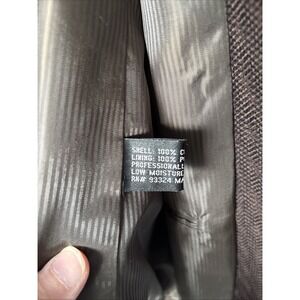 SHELL: 100% C
LINING: 100% P
PROFESSIONALL
LOW MOISTURE
RN# 93324 MA